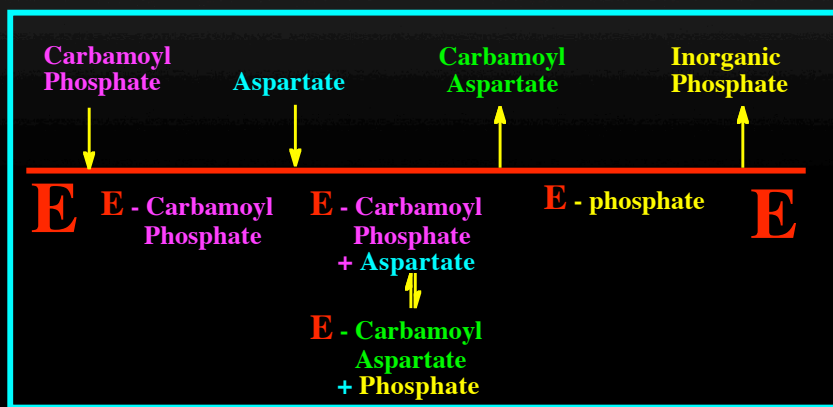 Carbamoyl
Phosphate
Aspartate
Carbamoyl
Aspartate
Inorganic
Phosphate
E
E - Carbamoyl
Phosphate
E - Carbamoyl
Phosphate
+ Aspartate
E - phosphate
E
E - Carbamoyl
Aspartate
+ Phosphate